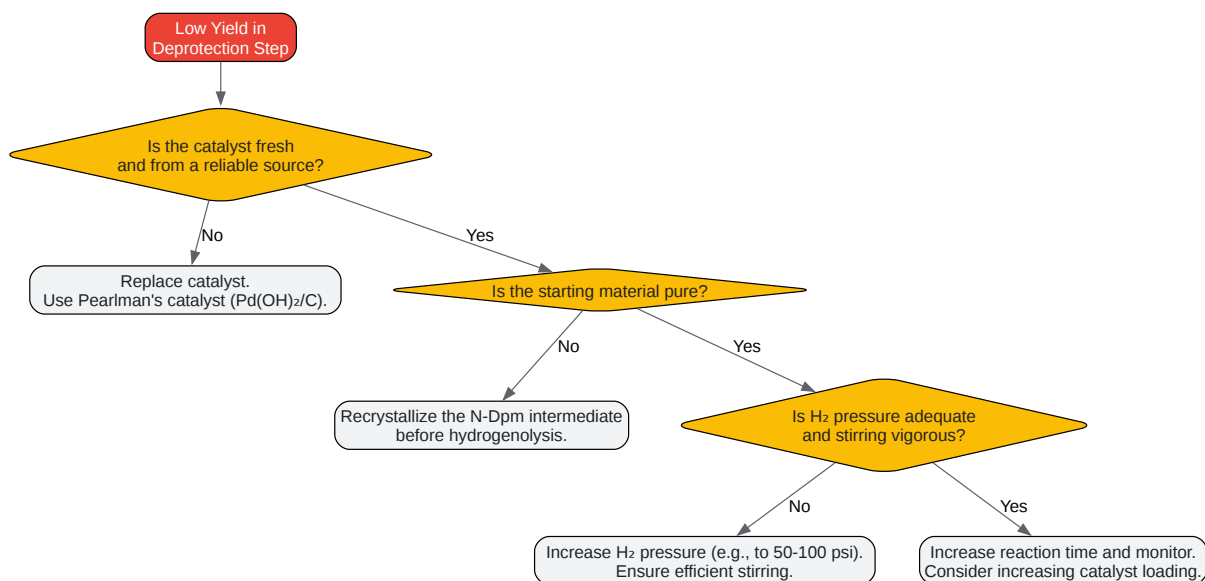 Low Yield in
Deprotection Step
Is the catalyst fresh
and from a reliable source?
No
Yes
Replace catalyst.
Use Pearlman's catalyst (Pd(OH)₂/C).
Is the starting material pure?
No
Yes
Recrystallize the N-Dpm intermediate
before hydrogenolysis.
Is H₂ pressure adequate
and stirring vigorous?
No
Yes
Increase H₂ pressure (e.g., to 50-100 psi).
Ensure efficient stirring.
Increase reaction time and monitor.
Consider increasing catalyst loading.